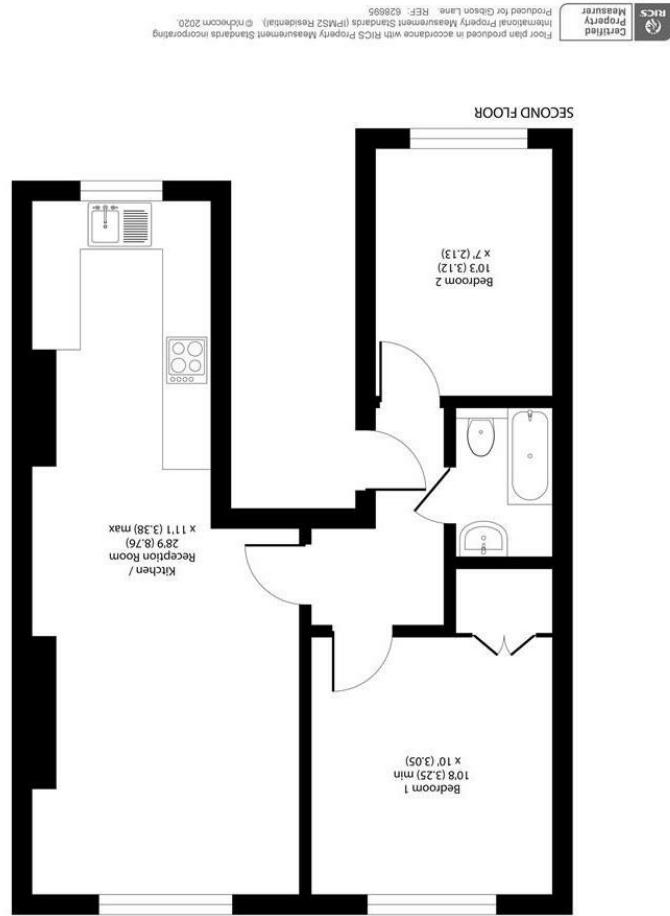 Bedroom 1
10'8 (3.25) min
x 10' (3.05)
Kitchen /
Reception Room
28'9 (8.76)
x 11'1 (3.38) max
Bedroom 2
10'3 (3.12)
x 7' (2.13)
SECOND FLOOR
RICS
Certified
Property
Measurer
Floor plan produced in accordance with RICS Property Measurement Standards incorporating
International Property Measurement Standards (IPMS2 Residential). © nichecom 2020.
Produced for Gibson Lane. REF: 628695